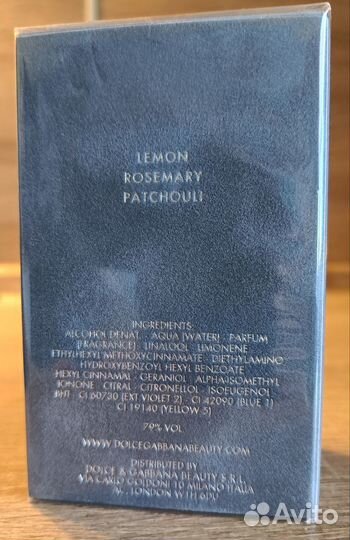 LEMON
ROSEMARY
PATCHOULI
INGREDIENTS:
ALCOHOL DENAT. · AQUA [WATER] · PARFUM
[FRAGRANCE] · LINALOOL · LIMONENE
ETHYLHEXYL METHOXYCINNAMATE · DIETHYLAMINO
HYDROXYBENZOYL HEXYL BENZOATE
HEXYL CINNAMAL · GERANIOL · ALPHA-ISOMETHYL
IONONE · CITRAL · CITRONELLOL · ISOEUGENOL
BHT · CI 60730 (EXT VIOLET 2) · CI 42090 (BLUE 1)
CI 19140 (YELLOW 5)
79% VOL
WWW.DOLCEGABBANABEAUTY.COM
DISTRIBUTED BY
DOLCE & GABBANA BEAUTY S.R.L.
VIA CARLO GOLDONI 10 MILANO ITALIA
LONDON W1H 6DU
Avito